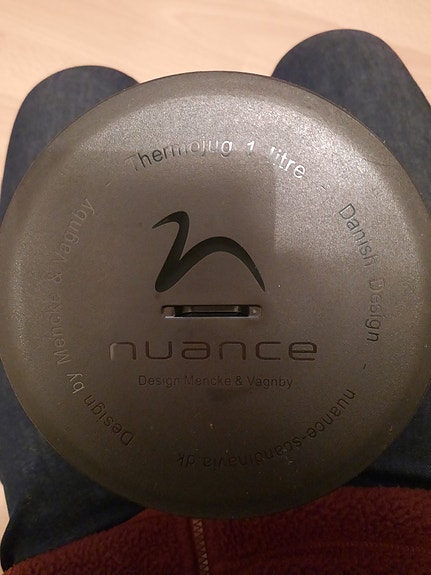 Thermojug 1 litre
- Danish Design -
nuance-scandinavia.dk
Design by Mencke & Vagnby
nuance
Design Mencke & Vagnby